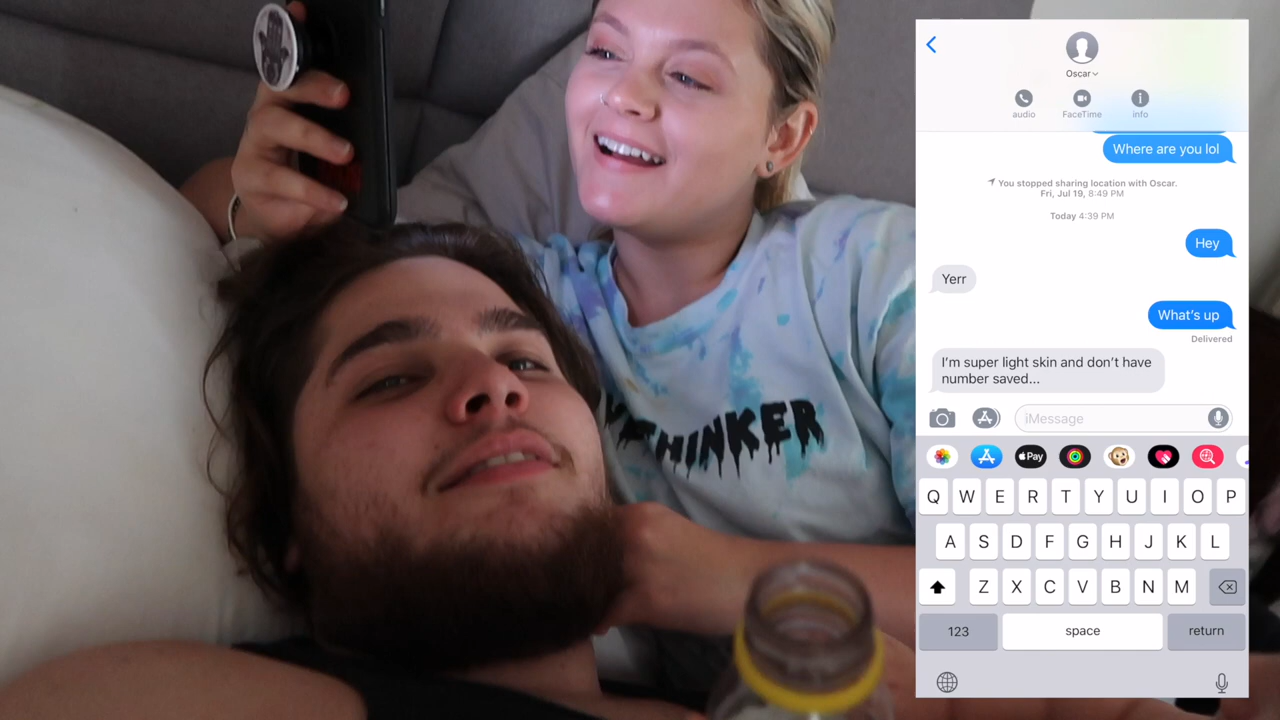 Oscar
audio
FaceTime
info
Where are you lol
You stopped sharing location with Oscar.
Fri, Jul 19, 8:49 PM
Today 4:39 PM
Hey
Yerr
What's up
Delivered
I'm super light skin and don't have
number saved...
iMessage
Pay
Q W E R T Y U I O P
A S D F G H J K L
Z X C V B N M
123 space return
THINKER